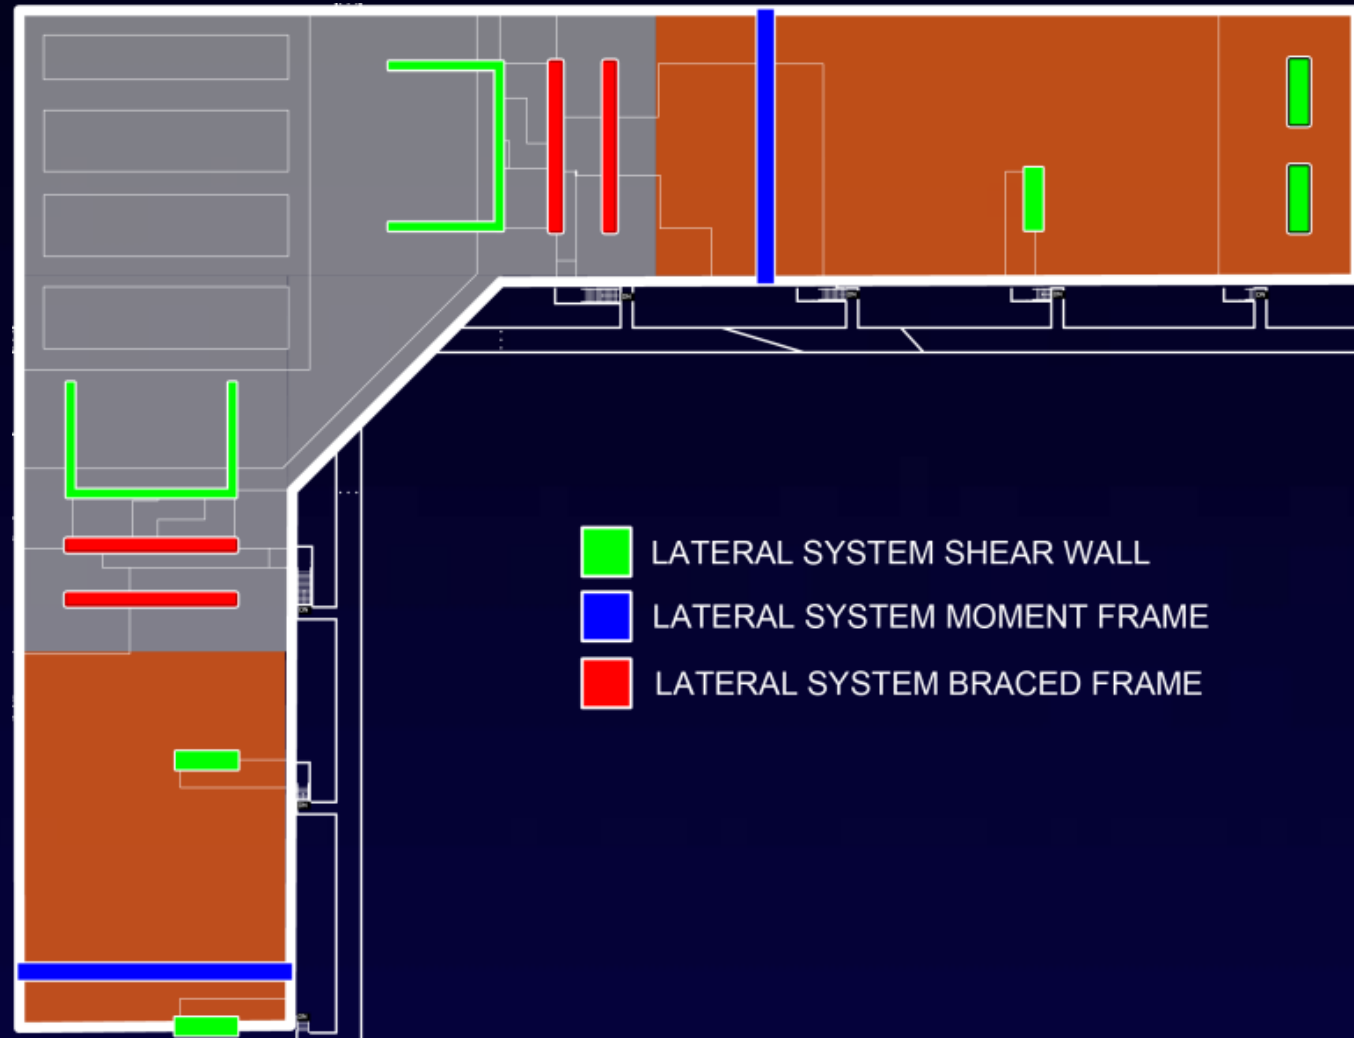 LATERAL SYSTEM SHEAR WALL
LATERAL SYSTEM MOMENT FRAME
LATERAL SYSTEM BRACED FRAME